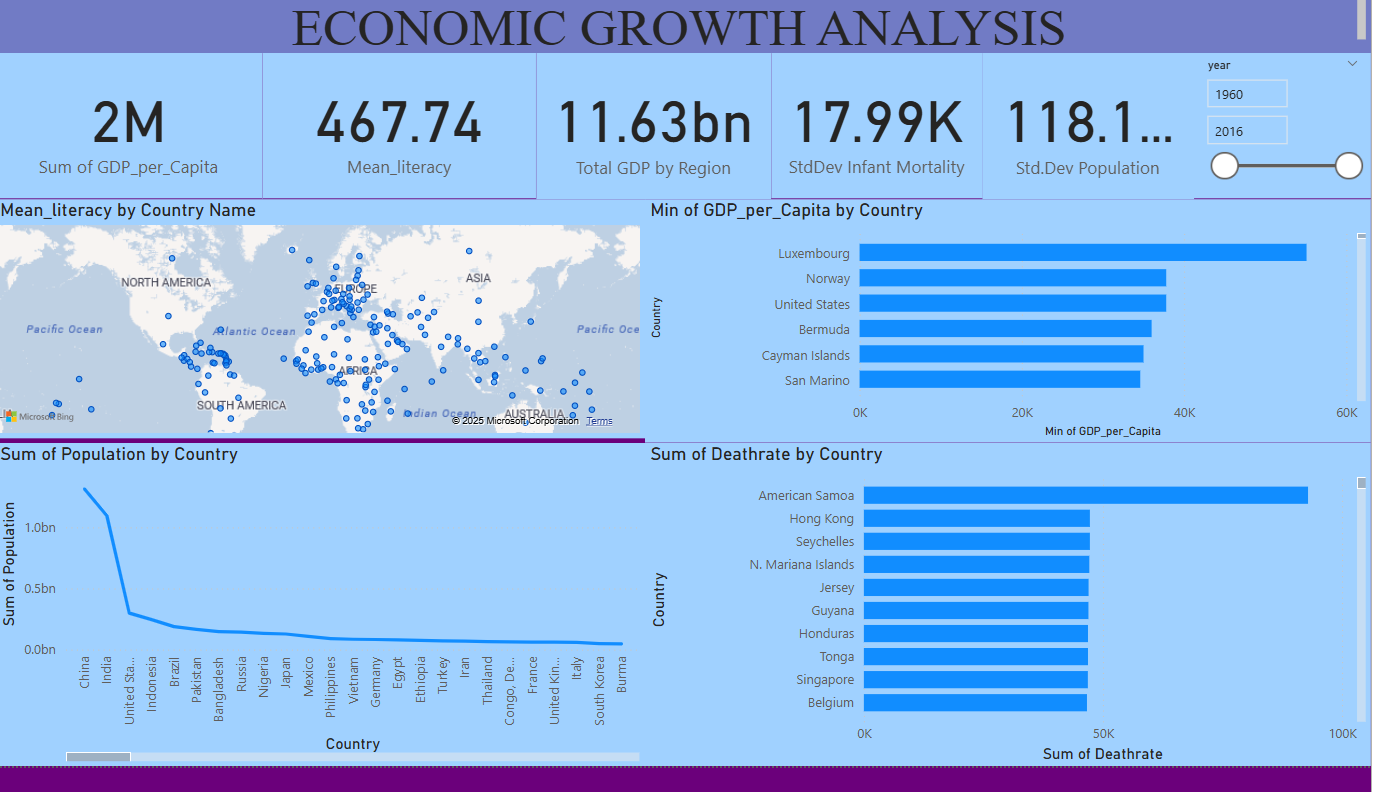 ECONOMIC GROWTH ANALYSIS
2M
Sum of GDP_per_Capita
467.74
Mean_literacy
11.63bn
Total GDP by Region
17.99K
StdDev Infant Mortality
118.1...
Std.Dev Population
year
1960
2016
Mean_literacy by Country Name
NORTH AMERICA
EUROPE
ASIA
Pacific Ocean
Atlantic Ocean
Pacific Oce
AFRICA
SOUTH AMERICA
Indian Ocean
AUSTRALIA
Microsoft Bing
© 2025 Microsoft Corporation Terms
Min of GDP_per_Capita by Country
Country
Luxembourg
Norway
United States
Bermuda
Cayman Islands
San Marino
0K 20K 40K 60K
Min of GDP_per_Capita
Sum of Population by Country
Sum of Population
1.0bn
0.5bn
0.0bn
China
India
United Sta...
Indonesia
Brazil
Pakistan
Bangladesh
Russia
Nigeria
Japan
Mexico
Philippines
Vietnam
Germany
Egypt
Ethiopia
Turkey
Iran
Thailand
Congo, De...
France
United Kin...
Italy
South Korea
Burma
Country
Sum of Deathrate by Country
Country
American Samoa
Hong Kong
Seychelles
N. Mariana Islands
Jersey
Guyana
Honduras
Tonga
Singapore
Belgium
0K 50K 100K
Sum of Deathrate